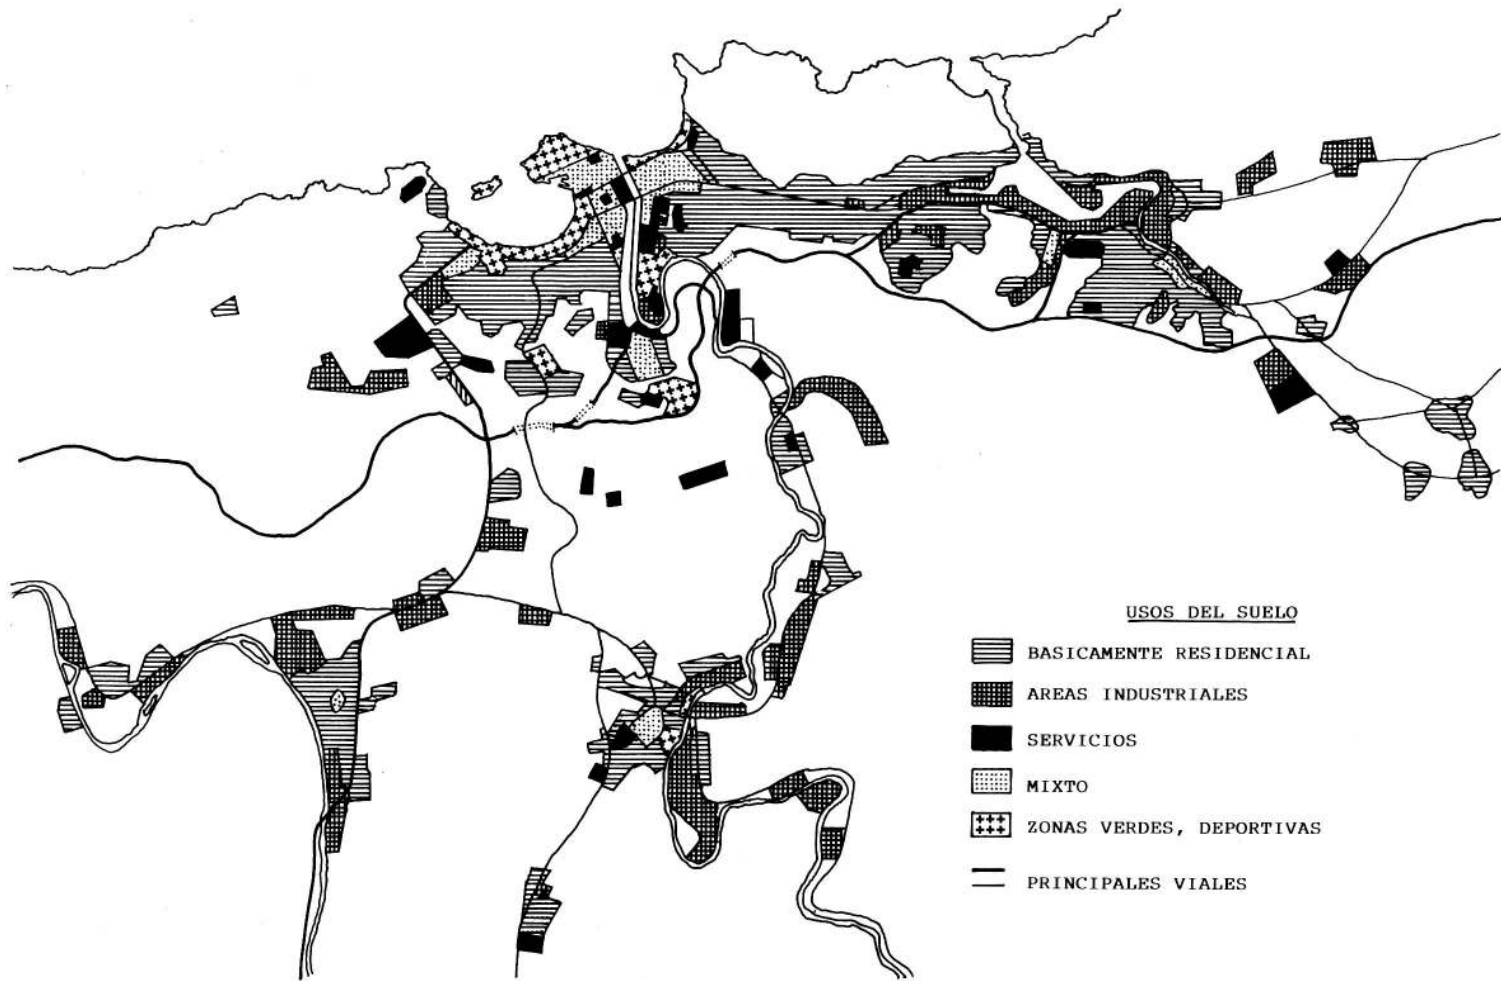 USOS DEL SUELO
BASICAMENTE RESIDENCIAL
AREAS INDUSTRIALES
SERVICIOS
MIXTO
ZONAS VERDES, DEPORTIVAS
PRINCIPALES VIALES